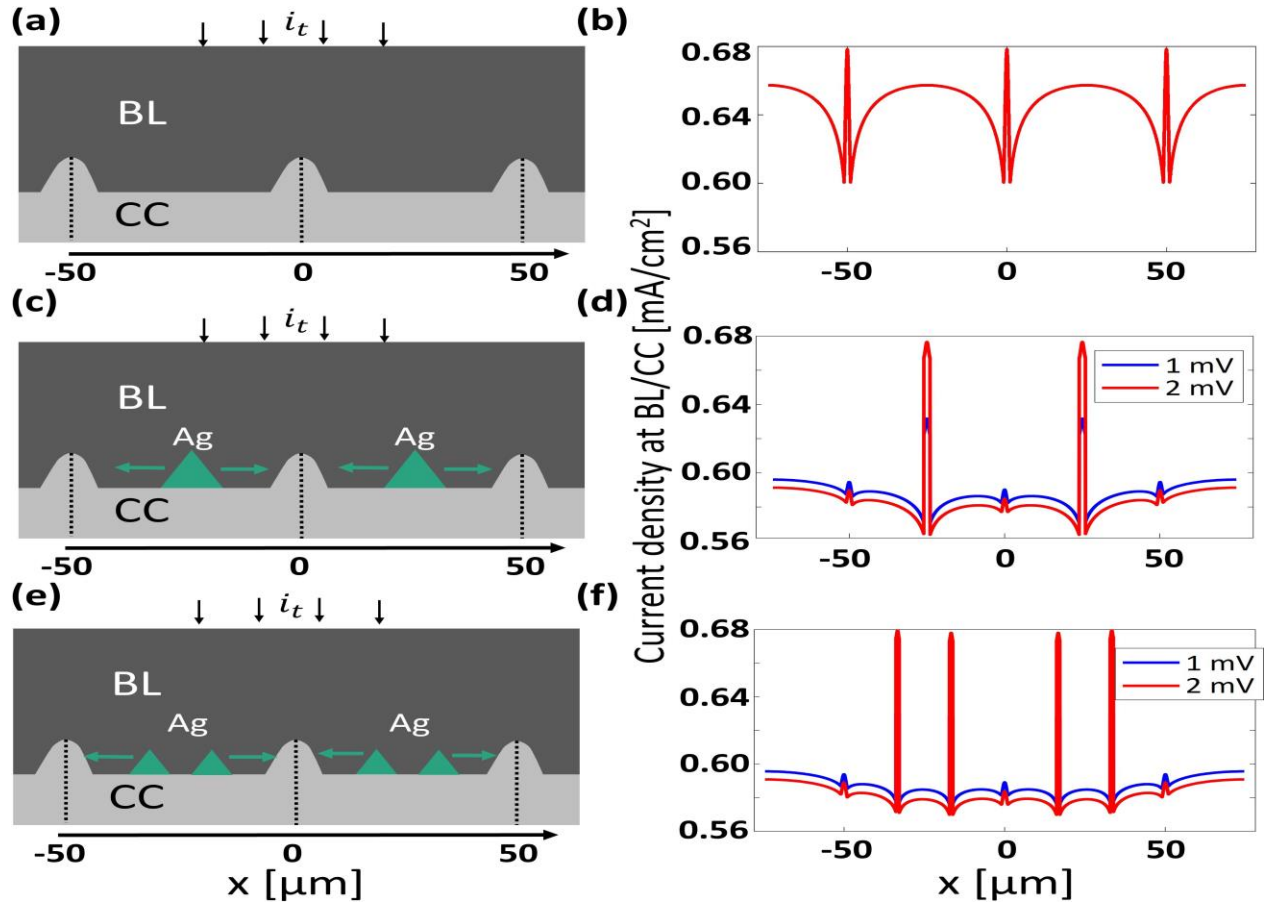 (a)
i_t
BL
CC
-50 0 50
(b)
0.68
0.64
0.60
0.56
-50 0 50
(c)
i_t
BL
Ag Ag
CC
-50 0 50
(d)
0.68
0.64
0.60
0.56
1 mV
2 mV
-50 0 50
(e)
i_t
BL
Ag Ag
CC
-50 0 50
x [μm]
(f)
0.68
0.64
0.60
0.56
1 mV
2 mV
-50 0 50
x [μm]
Current density at BL/CC [mA/cm²]